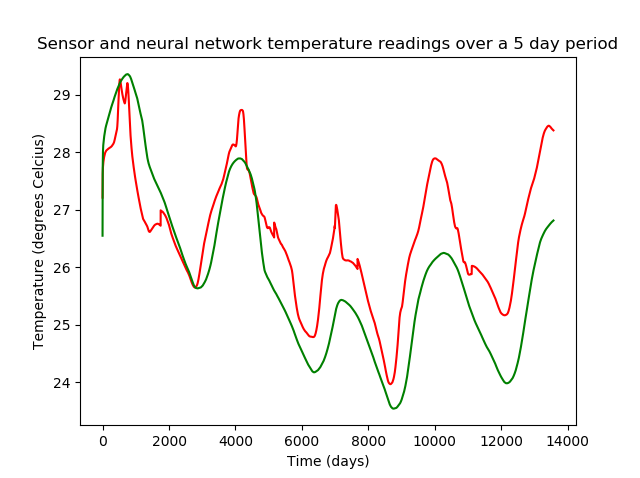 Sensor and neural network temperature readings over a 5 day period
29
28
27
26
25
24
Temperature (degrees Celcius)
0 2000 4000 6000 8000 10000 12000 14000
Time (days)